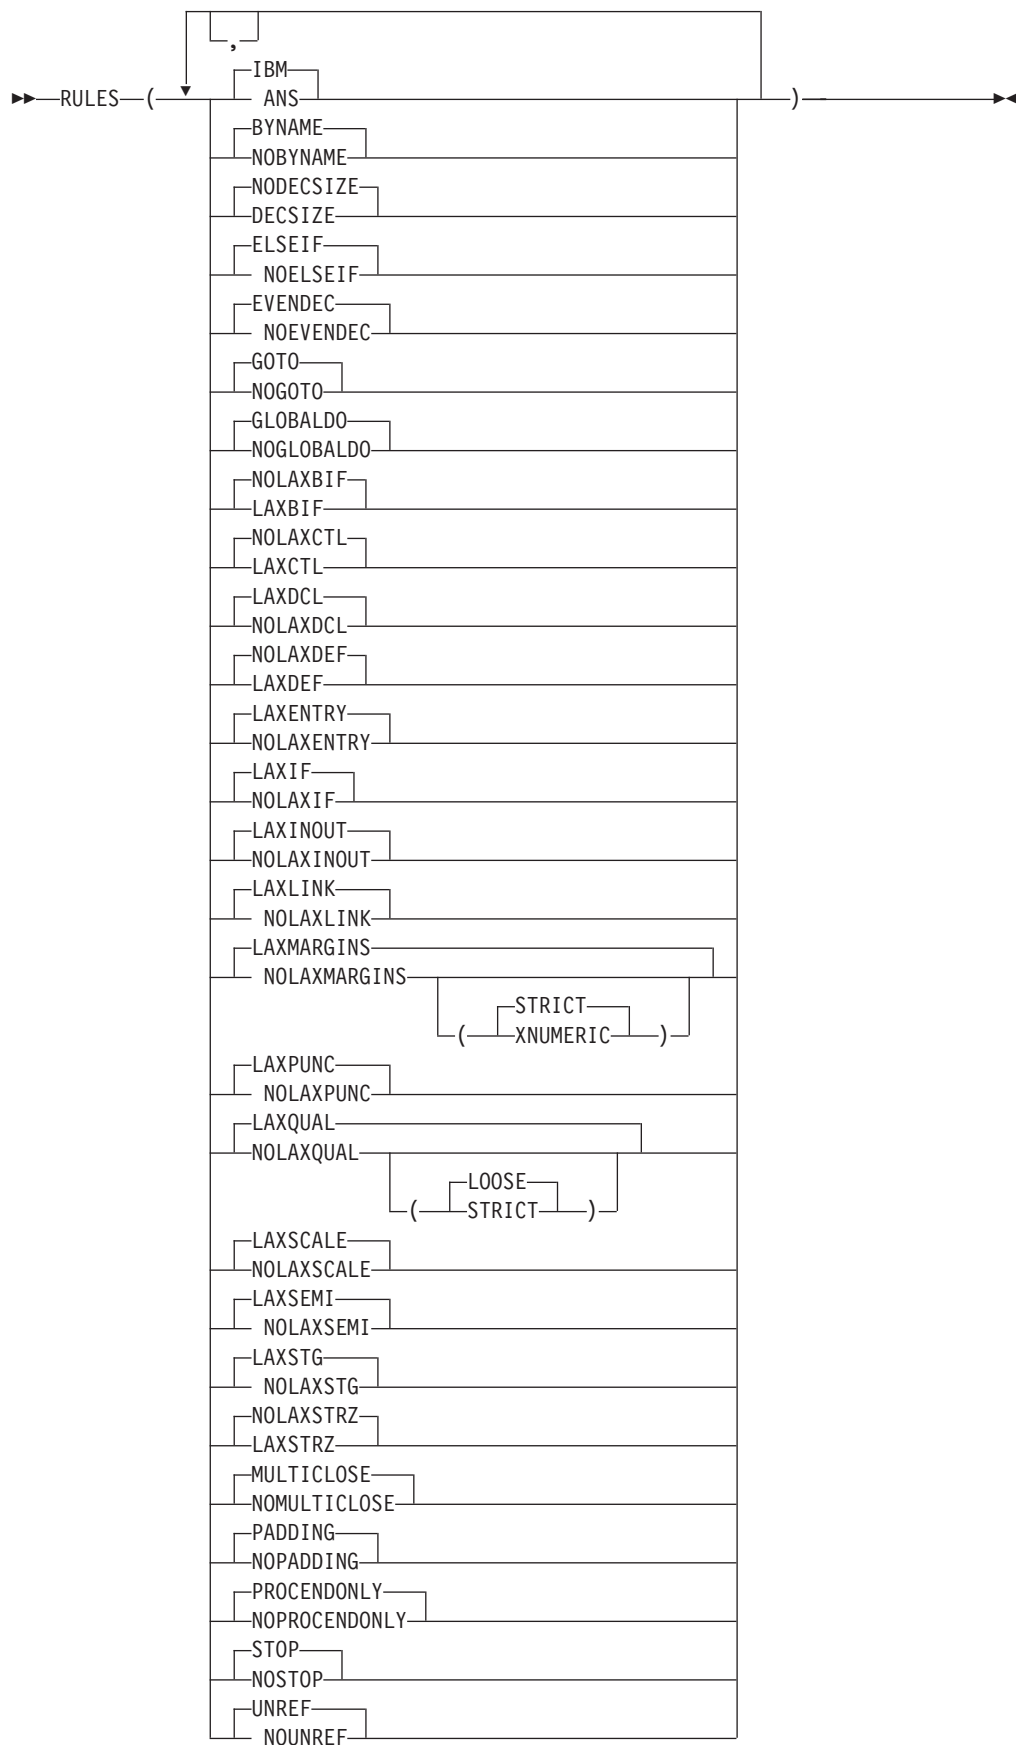 ,
IBM
RULES ( ANS )
BYNAME
NOBYNAME
NODECSIZE
DECSIZE
ELSEIF
NOELSEIF
EVENDEC
NOEVENDEC
GOTO
NOGOTO
GLOBALDO
NOGLOBALDO
NOLAXBIF
LAXBIF
NOLAXCTL
LAXCTL
LAXDCL
NOLAXDCL
NOLAXDEF
LAXDEF
LAXENTRY
NOLAXENTRY
LAXIF
NOLAXIF
LAXINOUT
NOLAXINOUT
LAXLINK
NOLAXLINK
LAXMARGINS
NOLAXMARGINS
STRICT
( XNUMERIC )
LAXPUNC
NOLAXPUNC
LAXQUAL
NOLAXQUAL
LOOSE
( STRICT )
LAXSCALE
NOLAXSCALE
LAXSEMI
NOLAXSEMI
LAXSTG
NOLAXSTG
NOLAXSTRZ
LAXSTRZ
MULTICLOSE
NOMULTICLOSE
PADDING
NOPADDING
PROCENDONLY
NOPROCENDONLY
STOP
NOSTOP
UNREF
NOUNREF